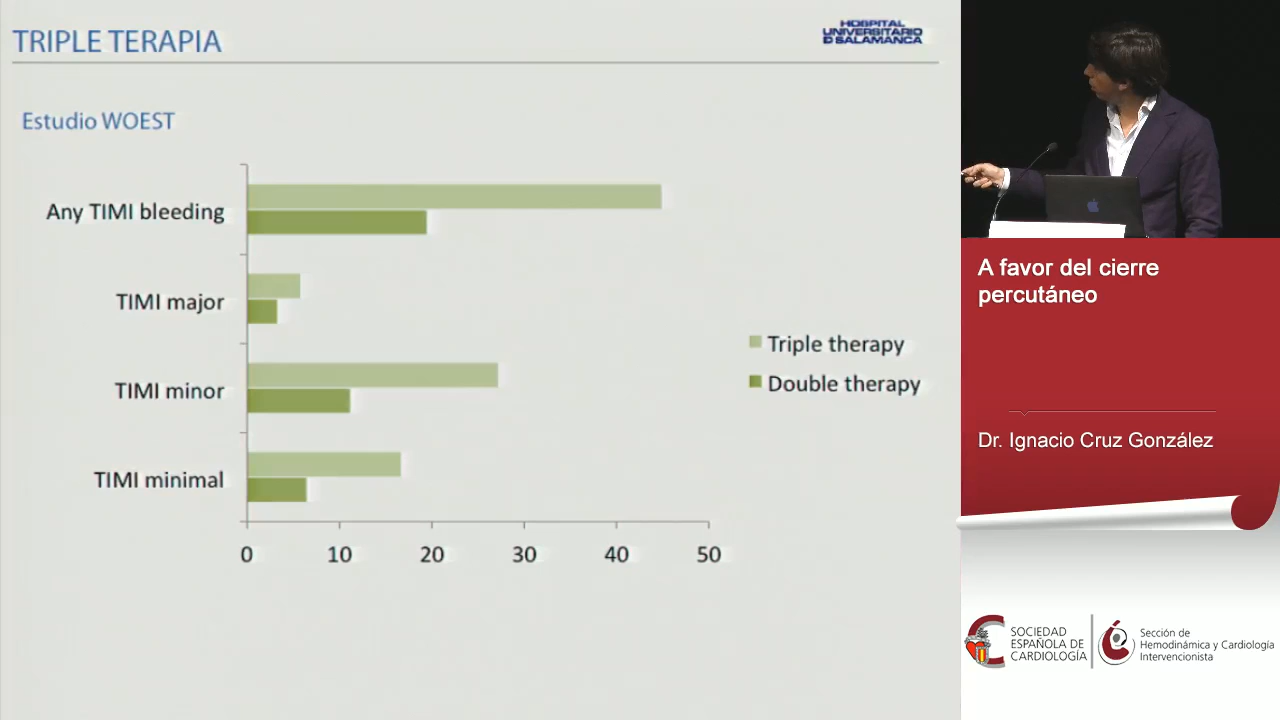 TRIPLE TERAPIA
HOSPITAL
UNIVERSITARIO
D SALAMANCA
Estudio WOEST
Any TIMI bleeding
TIMI major
TIMI minor
TIMI minimal
0 10 20 30 40 50
Triple therapy
Double therapy
A favor del cierre
percutáneo
Dr. Ignacio Cruz González
SOCIEDAD
ESPAÑOLA DE
CARDIOLOGÍA
Sección de
Hemodinámica y Cardiología
Intervencionista